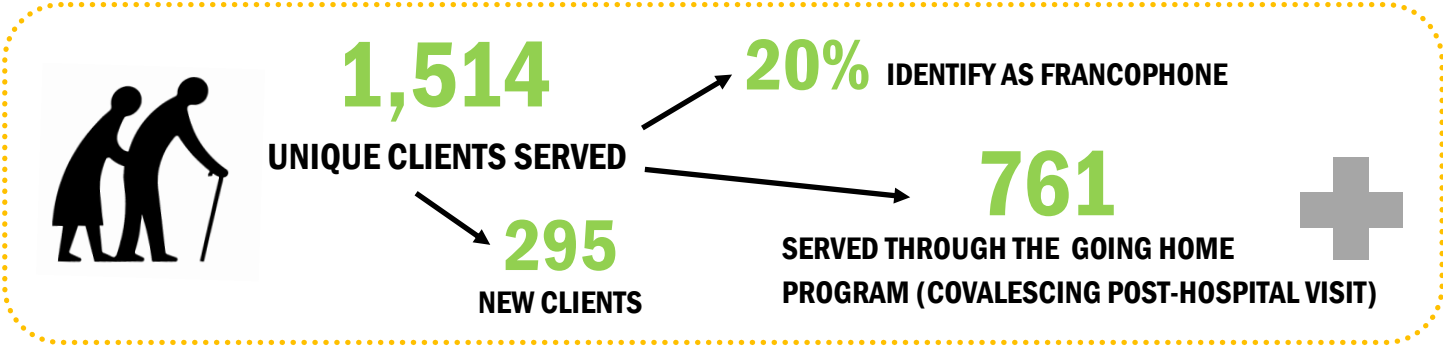 1,514
UNIQUE CLIENTS SERVED
20% IDENTIFY AS FRANCOPHONE
295
NEW CLIENTS
761
SERVED THROUGH THE GOING HOME
PROGRAM (COVALESCING POST-HOSPITAL VISIT)